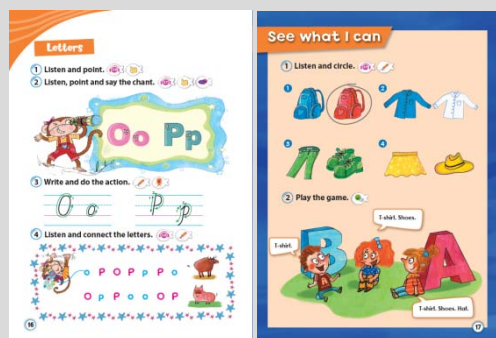 Letters
1 Listen and point.
2 Listen, point and say the chant.
Oo Pp
3 Write and do the action.
O o P p
4 Listen and connect the letters.
o P O P p P o
o p P o o O P
16
See what I can
1 Listen and circle.
1
2
3
4
2 Play the game.
T-shirt. Shoes.
T-shirt.
B A
T-shirt. Shoes. Hat.
17